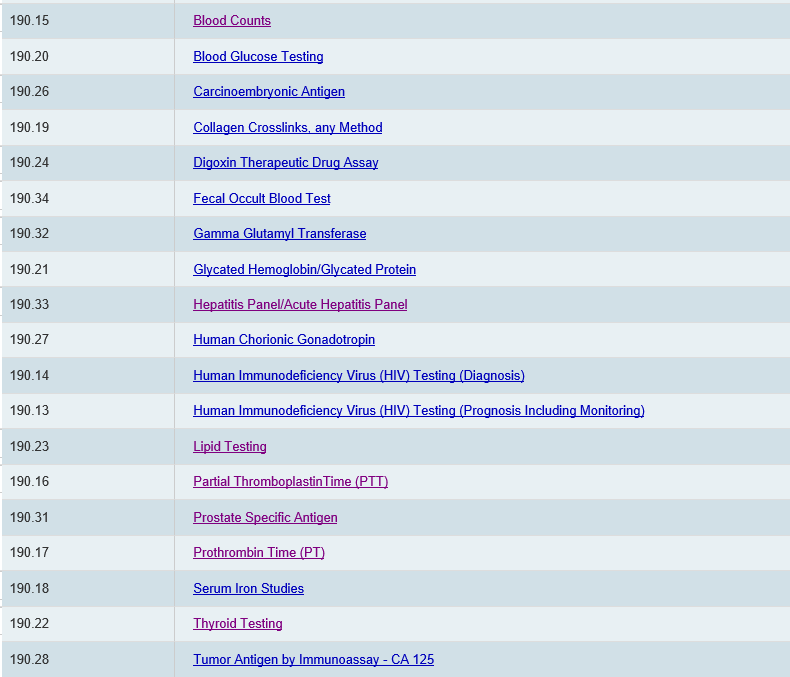 190.15 Blood Counts
190.20 Blood Glucose Testing
190.26 Carcinoembryonic Antigen
190.19 Collagen Crosslinks, any Method
190.24 Digoxin Therapeutic Drug Assay
190.34 Fecal Occult Blood Test
190.32 Gamma Glutamyl Transferase
190.21 Glycated Hemoglobin/Glycated Protein
190.33 Hepatitis Panel/Acute Hepatitis Panel
190.27 Human Chorionic Gonadotropin
190.14 Human Immunodeficiency Virus (HIV) Testing (Diagnosis)
190.13 Human Immunodeficiency Virus (HIV) Testing (Prognosis Including Monitoring)
190.23 Lipid Testing
190.16 Partial ThromboplastinTime (PTT)
190.31 Prostate Specific Antigen
190.17 Prothrombin Time (PT)
190.18 Serum Iron Studies
190.22 Thyroid Testing
190.28 Tumor Antigen by Immunoassay - CA 125